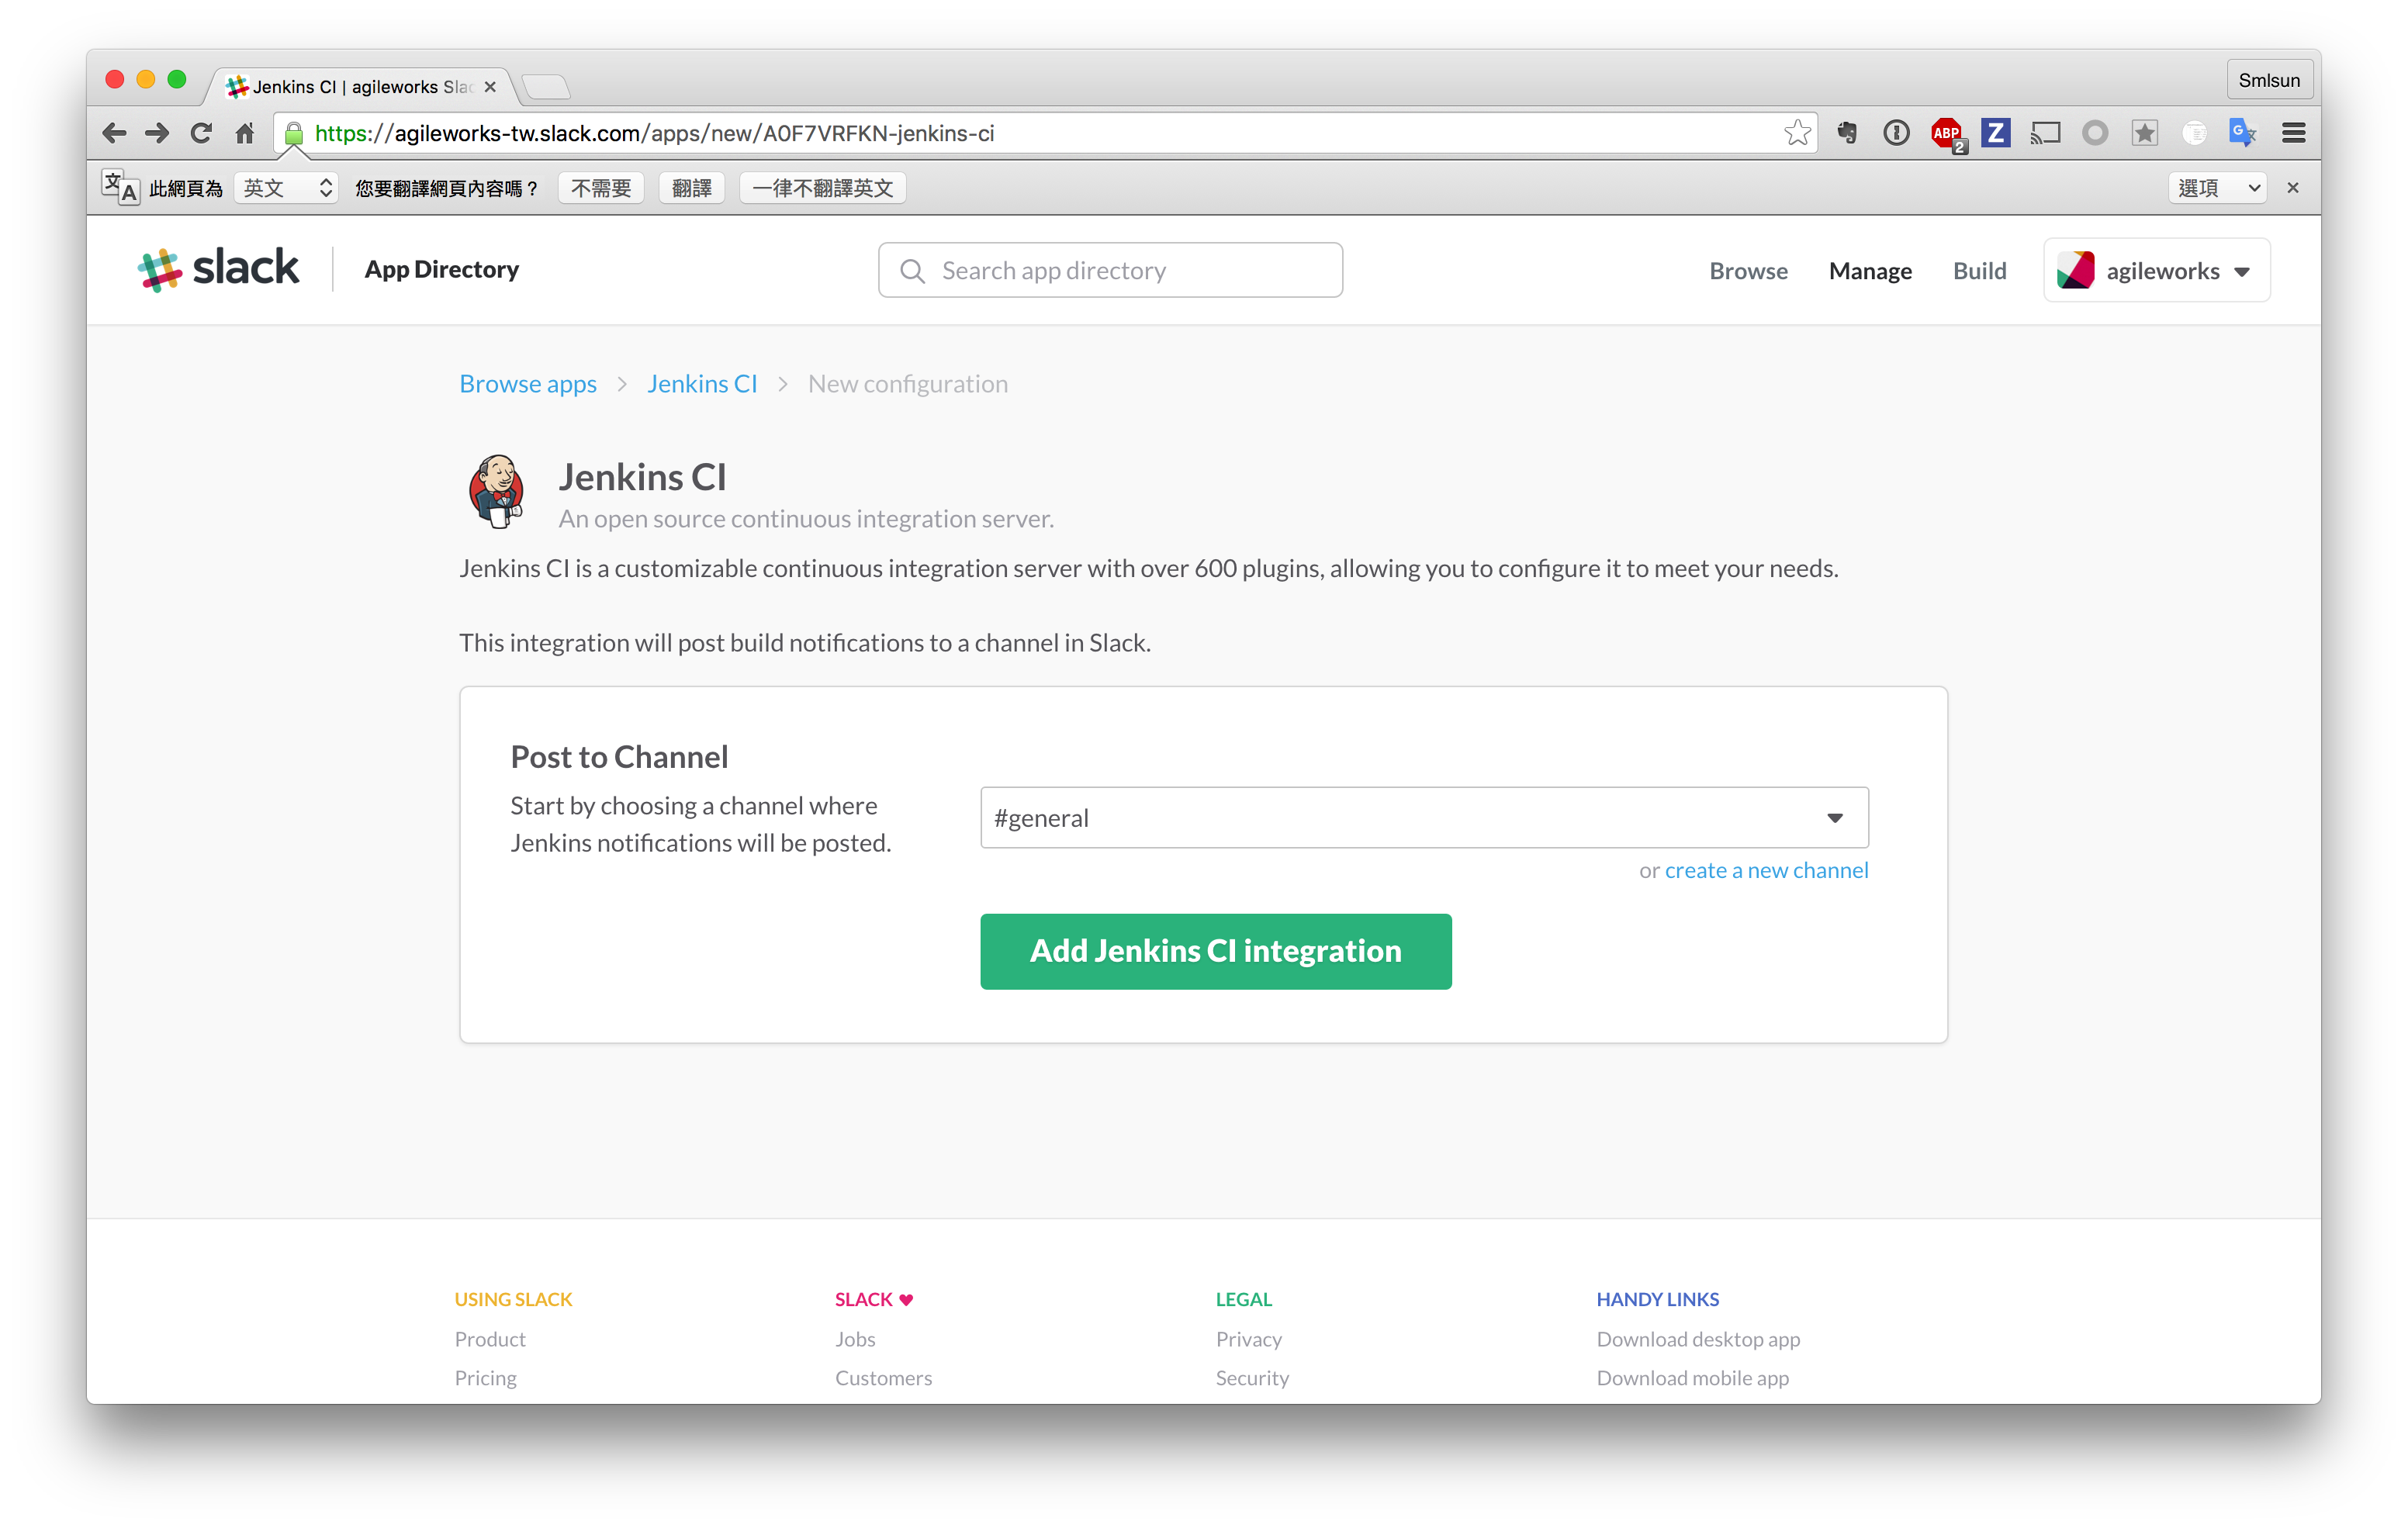 Jenkins CI | agileworks Slac
Smlsun
https://agileworks-tw.slack.com/apps/new/A0F7VRFKN-jenkins-ci
ABP
2
Z
G
文
A
此網頁為
英文
您要翻譯網頁內容嗎？
不需要
翻譯
一律不翻譯英文
選項
slack
App Directory
Search app directory
Browse
Manage
Build
agileworks
Browse apps > Jenkins CI > New configuration
Jenkins CI
An open source continuous integration server.
Jenkins CI is a customizable continuous integration server with over 600 plugins, allowing you to configure it to meet your needs.
This integration will post build notifications to a channel in Slack.
Post to Channel
Start by choosing a channel where
Jenkins notifications will be posted.
#general
or create a new channel
Add Jenkins CI integration
USING SLACK
Product
Pricing
SLACK ♥
Jobs
Customers
LEGAL
Privacy
Security
HANDY LINKS
Download desktop app
Download mobile app